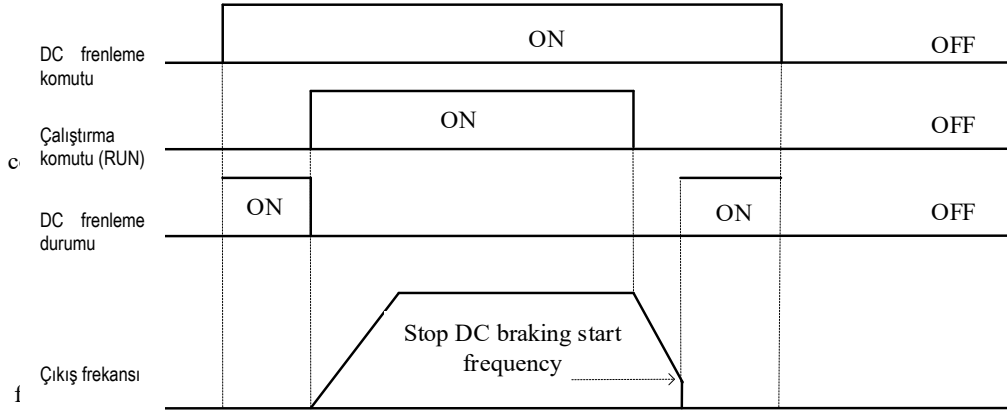 ON
DC frenleme
komutu
OFF
ON
Çalıştırma
komutu (RUN)
OFF
ON
DC frenleme
durumu
ON
OFF
Stop DC braking start
frequency
Çıkış frekansı